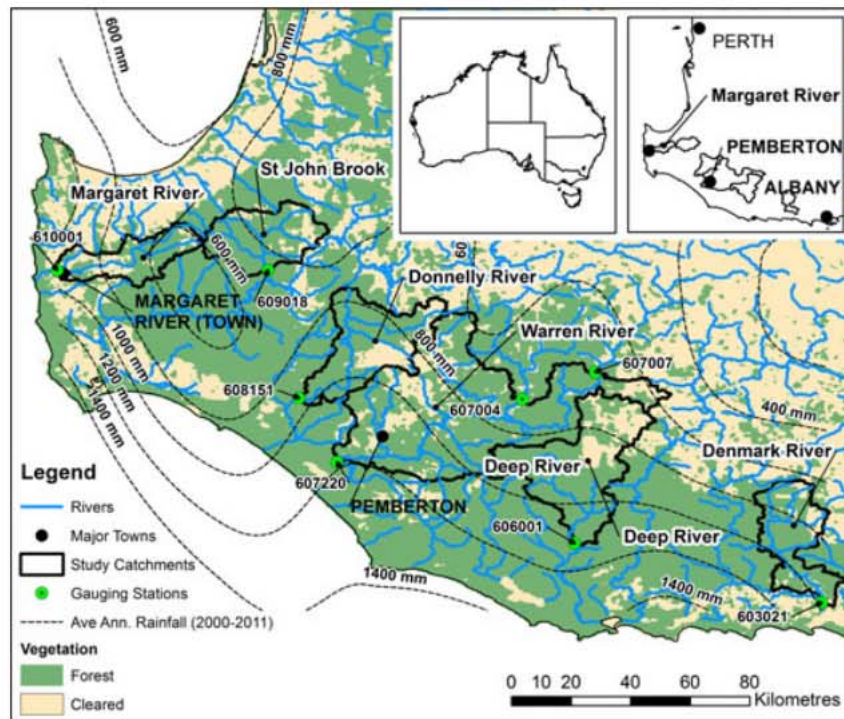 600 mm
800 mm
PERTH
Margaret River
PEMBERTON
ALBANY
St John Brook
Margaret River
610001
600 mm
MARGARET
RIVER (TOWN)
609018
Donnelly River
60
Warren River
1000 mm
1200 mm
1400 mm
800 mm
607007
608151
607004
400 mm
Denmark River
Deep River
607220
PEMBERTON
606001
Deep River
1400 mm
1400 mm
603021
Legend
Rivers
Major Towns
Study Catchments
Gauging Stations
Ave Ann. Rainfall (2000-2011)
Vegetation
Forest
Cleared
0 10 20 40 60 80
Kilometres